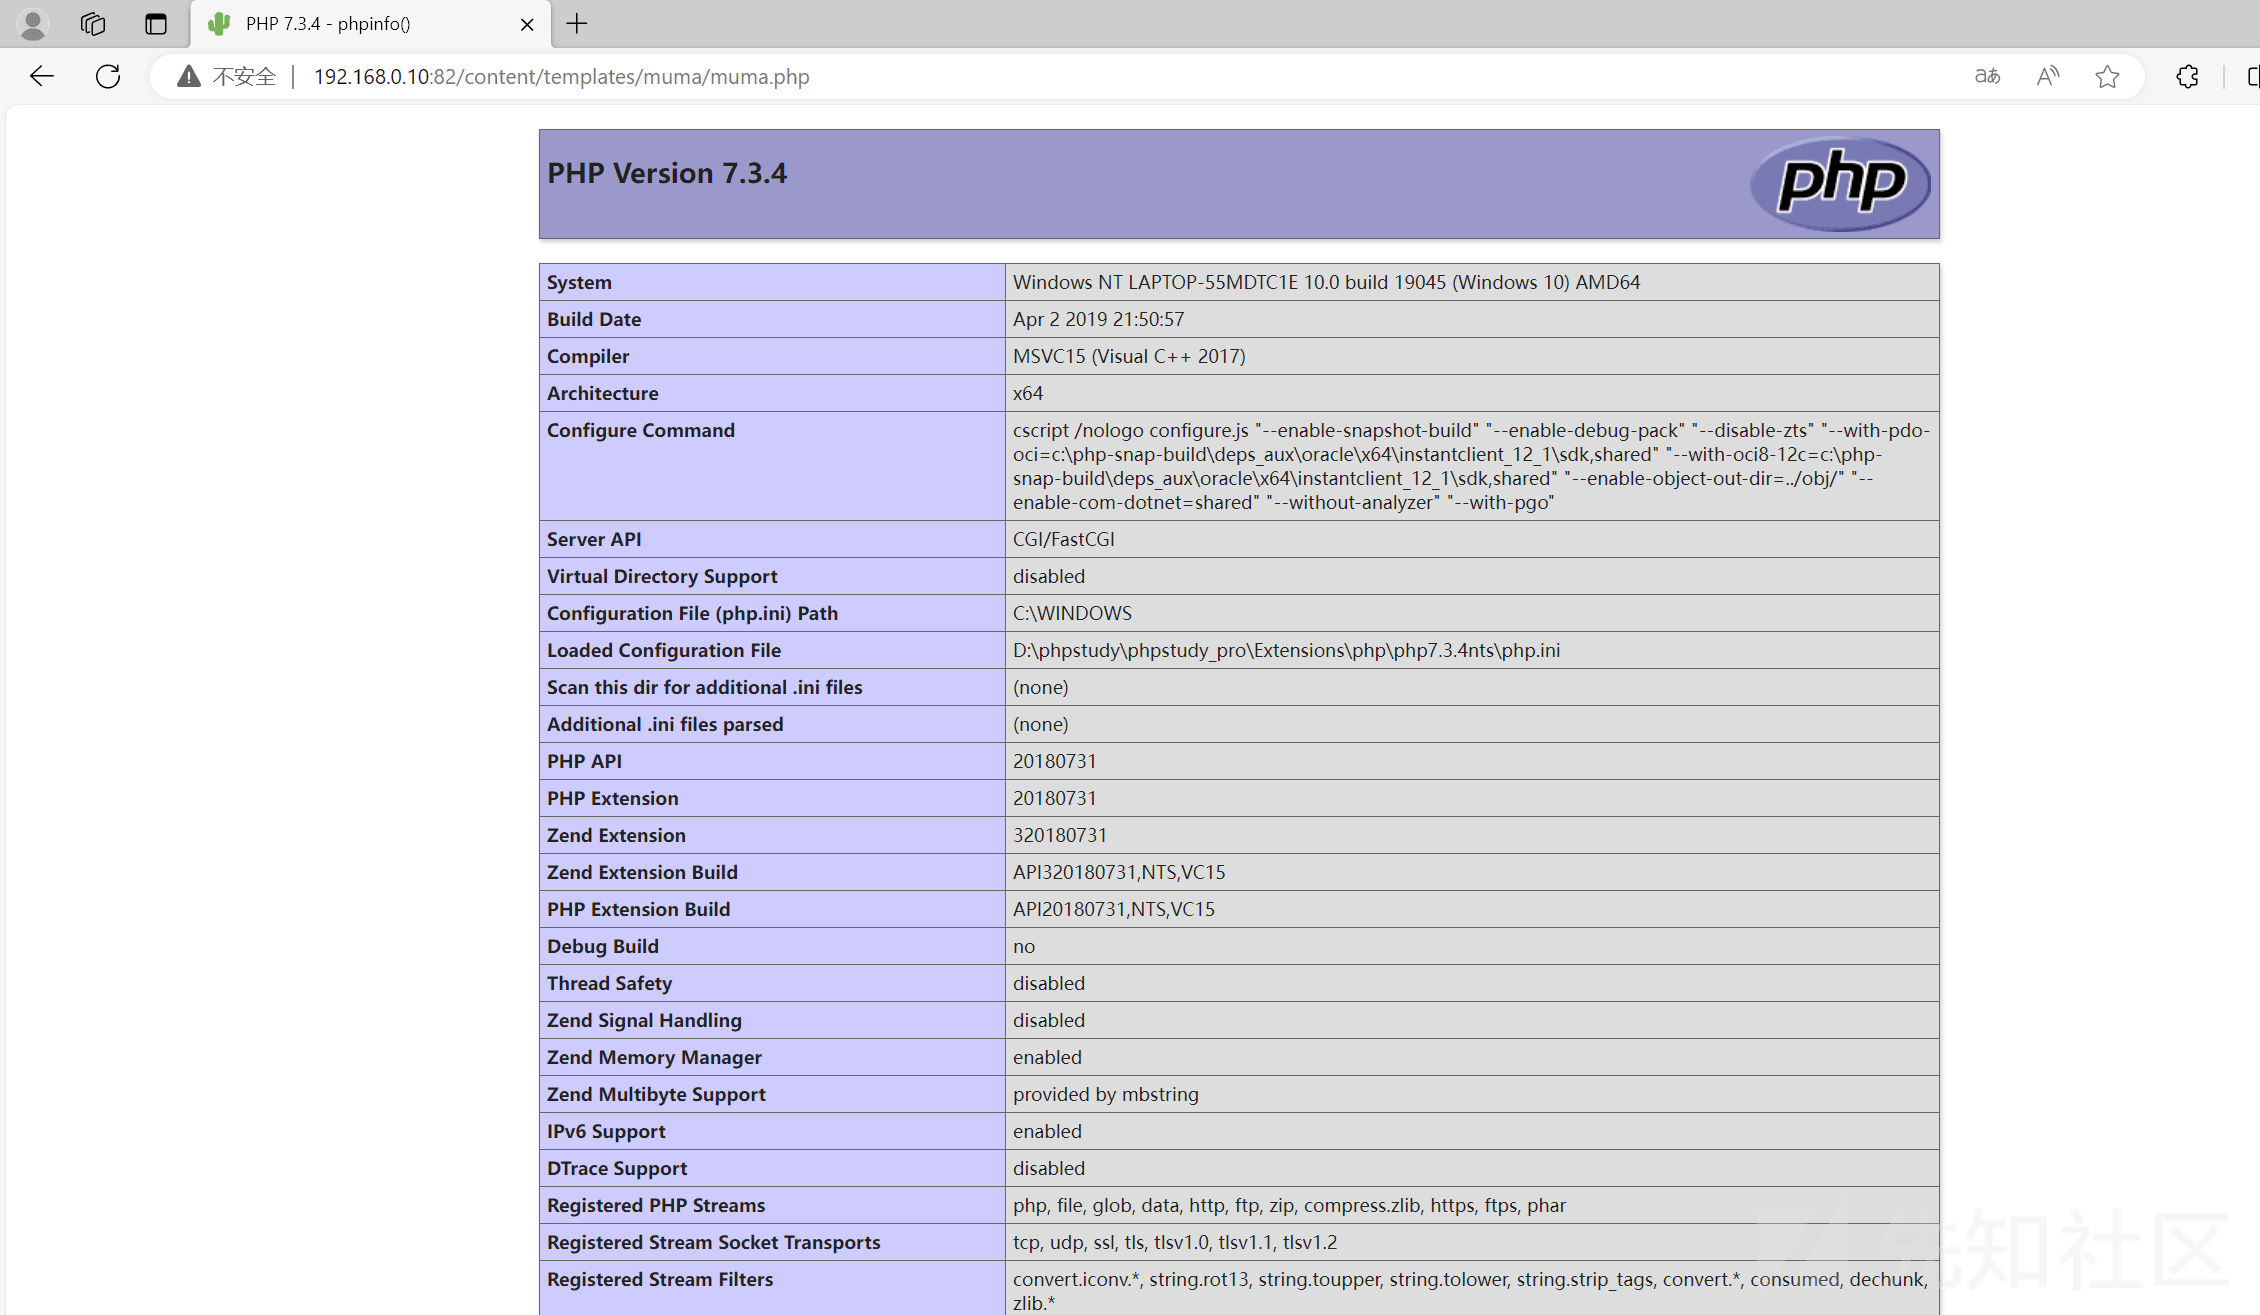 PHP 7.3.4 - phpinfo()
不安全 | 192.168.0.10:82/content/templates/muma/muma.php
aあ A
PHP Version 7.3.4
php
System Windows NT LAPTOP-55MDTC1E 10.0 build 19045 (Windows 10) AMD64
Build Date Apr 2 2019 21:50:57
Compiler MSVC15 (Visual C++ 2017)
Architecture x64
Configure Command cscript /nologo configure.js "--enable-snapshot-build" "--enable-debug-pack" "--disable-zts" "--with-pdo-
oci=c:\php-snap-build\deps_aux\oracle\x64\instantclient_12_1\sdk,shared" "--with-oci8-12c=c:\php-
snap-build\deps_aux\oracle\x64\instantclient_12_1\sdk,shared" "--enable-object-out-dir=../obj/" "--
enable-com-dotnet=shared" "--without-analyzer" "--with-pgo"
Server API CGI/FastCGI
Virtual Directory Support disabled
Configuration File (php.ini) Path C:\WINDOWS
Loaded Configuration File D:\phpstudy\phpstudy_pro\Extensions\php\php7.3.4nts\php.ini
Scan this dir for additional .ini files (none)
Additional .ini files parsed (none)
PHP API 20180731
PHP Extension 20180731
Zend Extension 320180731
Zend Extension Build API320180731,NTS,VC15
PHP Extension Build API20180731,NTS,VC15
Debug Build no
Thread Safety disabled
Zend Signal Handling disabled
Zend Memory Manager enabled
Zend Multibyte Support provided by mbstring
IPv6 Support enabled
DTrace Support disabled
Registered PHP Streams php, file, glob, data, http, ftp, zip, compress.zlib, https, ftps, phar
Registered Stream Socket Transports tcp, udp, ssl, tls, tlsv1.0, tlsv1.1, tlsv1.2
Registered Stream Filters convert.iconv.*, string.rot13, string.toupper, string.tolower, string.strip_tags, convert.*, consumed, dechunk,
zlib.*
先知社区